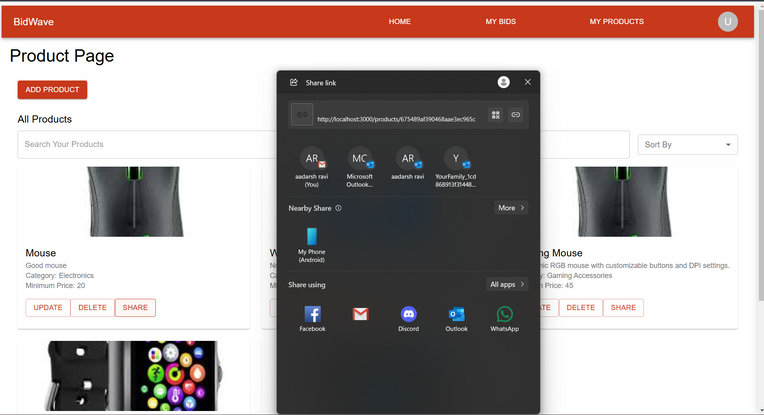 BidWave
HOME
MY BIDS
MY PRODUCTS
U
Product Page
ADD PRODUCT
All Products
Search Your Products
Sort By
Mouse
Good mouse
Category: Electronics
Minimum Price: 20
UPDATE
DELETE
SHARE
Share link
http://localhost:3000/products/675489af390468aae3ec965c
AR
aadarsh ravi
(You)
MC
Microsoft
Outlook...
AR
aadarsh ravi
Y
YourFamily_1cd
868913f31448...
Nearby Share
More
My Phone
(Android)
Share using
All apps
Facebook
Discord
Outlook
WhatsApp
W
No
ng Mouse
ic RGB mouse with customizable buttons and DPI settings.
y: Gaming Accessories
m Price: 45
ATE
DELETE
SHARE